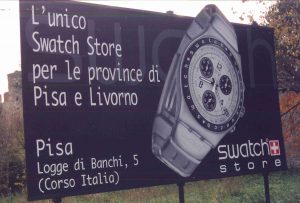 L'unico
Swatch Store
per le province di
Pisa e Livorno
Pisa
Logge di Banchi, 5
(Corso Italia)
swatch
store